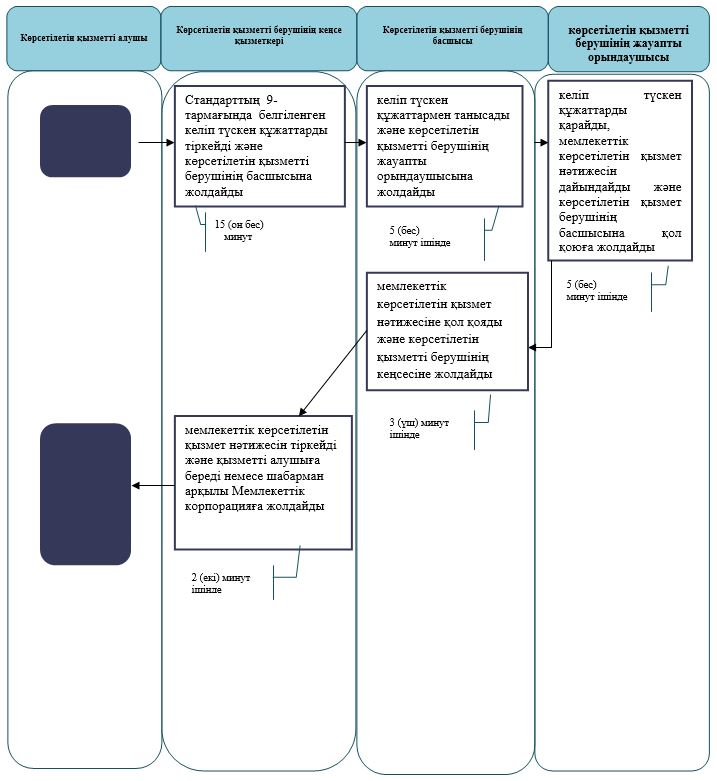 Көрсетілетін қызметті алушы
Көрсетілетін қызметті берушінің кеңсе
қызметкері
Көрсетілетін қызметті берушінің
басшысы
көрсетілетін қызметті
берушінің жауапты
орындаушысы
Стандарттың 9-
тармағында белгіленген
келіп түскен құжаттарды
тіркейді және
көрсетілетін қызметті
берушінің басшысына
жолдайды
15 (он бес)
минут
келіп түскен
құжаттармен танысады
және көрсетілетін
қызметті берушінің
жауапты
орындаушысына
жолдайды
5 (бес)
минут ішінде
келіп түскен
құжаттарды
қарайды,
мемлекеттік
көрсетілетін қызмет
нәтижесін
дайындайды және
көрсетілетін қызмет
берушінің
басшысына қол
қоюға жолдайды
5 (бес)
минут ішінде
мемлекеттік
көрсетілетін қызмет
нәтижесіне қол қояды
және көрсетілетін
қызметті берушінің
кеңсесіне жолдайды
3 (үш) минут
ішінде
мемлекеттік көрсетілетін
қызмет нәтижесін тіркейді
және қызметті алушыға
береді немесе шабарман
арқылы Мемлекеттік
корпорацияға жолдайды
2 (екі) минут
ішінде